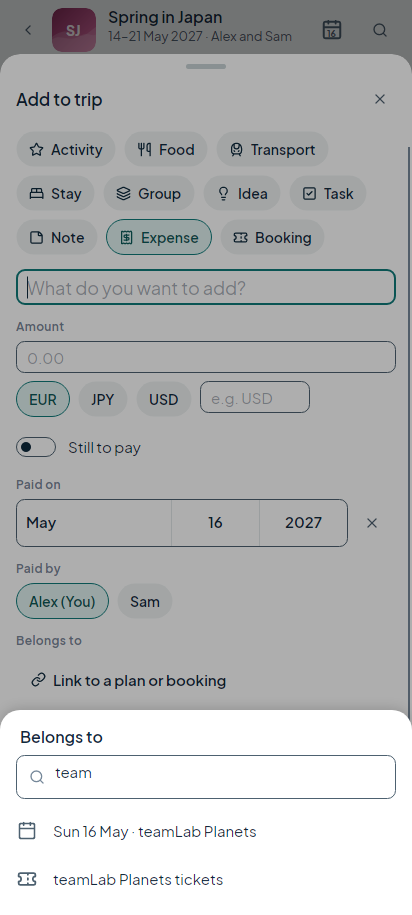 SJ
Spring in Japan
14–21 May 2027 · Alex and Sam
16
Add to trip
Activity
Food
Transport
Stay
Group
Idea
Task
Note
Expense
Booking
What do you want to add?
Amount
0.00
EUR
JPY
USD
e.g. USD
Still to pay
Paid on
May
16
2027
Paid by
Alex (You)
Sam
Belongs to
Link to a plan or booking
Belongs to
team
Sun 16 May · teamLab Planets
teamLab Planets tickets